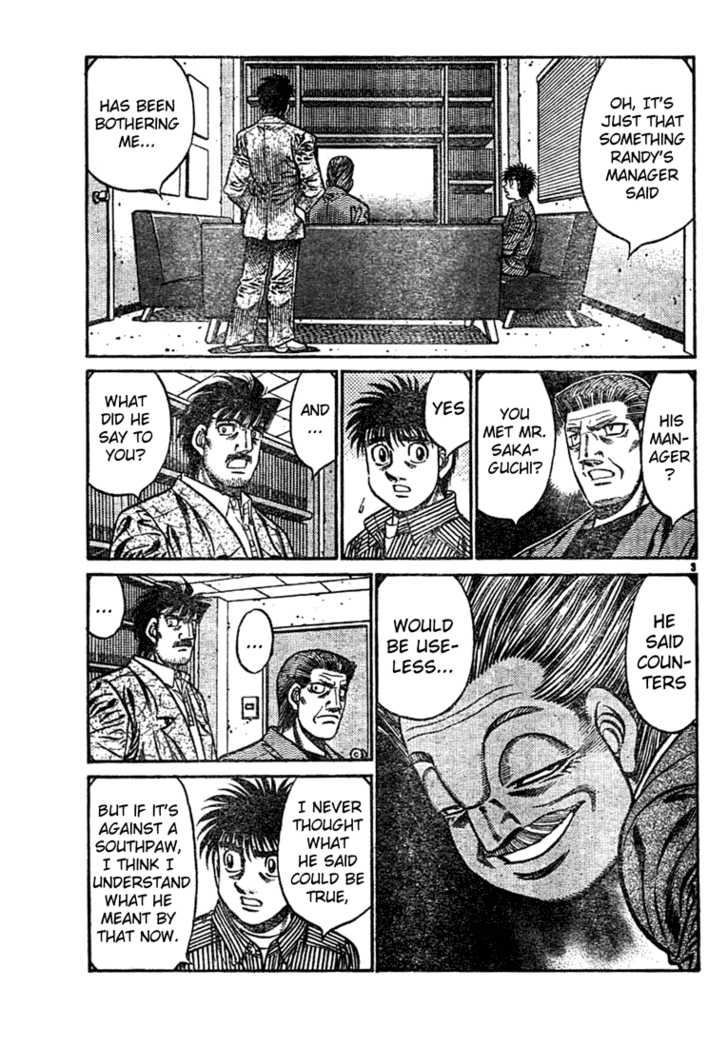 OH, IT'S
JUST THAT
SOMETHING
RANDY'S
MANAGER
SAID
HAS BEEN
BOTHERING
ME...
HIS
MAN-
AGER
?
YOU
MET MR.
SAKA-
GUCHI?
YES
AND
...
WHAT
DID HE
SAY TO
YOU?
3
HE
SAID
COUN-
TERS
WOULD
BE USE-
LESS...
...
...
I NEVER
THOUGHT
WHAT
HE SAID
COULD BE
TRUE,
BUT IF IT'S
AGAINST A
SOUTHPAW,
I THINK I
UNDERSTAND
WHAT HE
MEANT BY
THAT NOW.